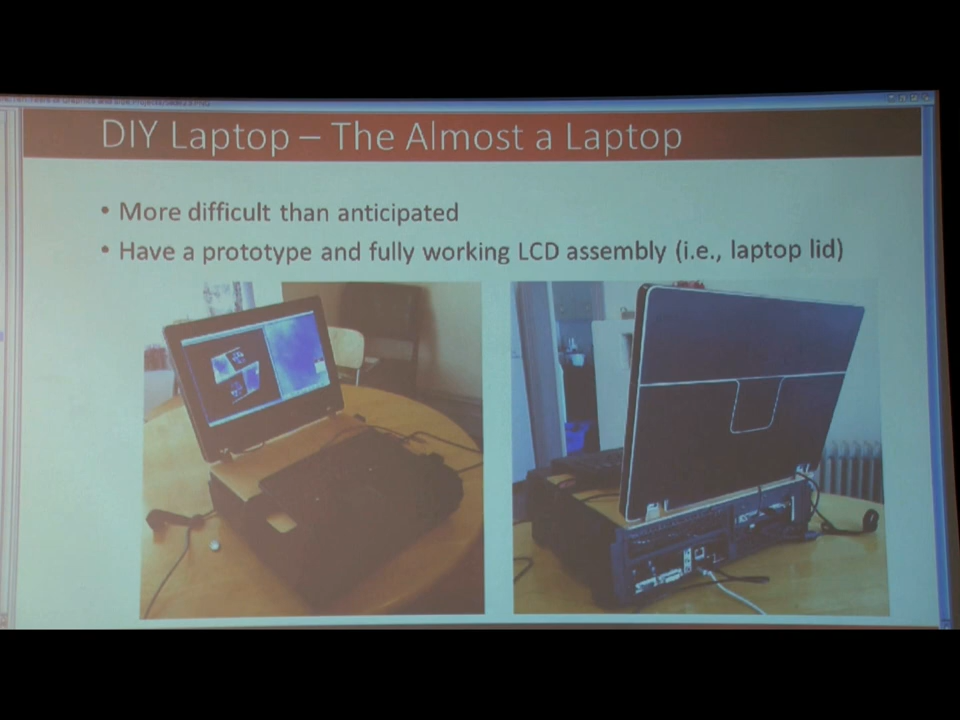 DIY Laptop – The Almost a Laptop
• More difficult than anticipated
• Have a prototype and fully working LCD assembly (i.e., laptop lid)